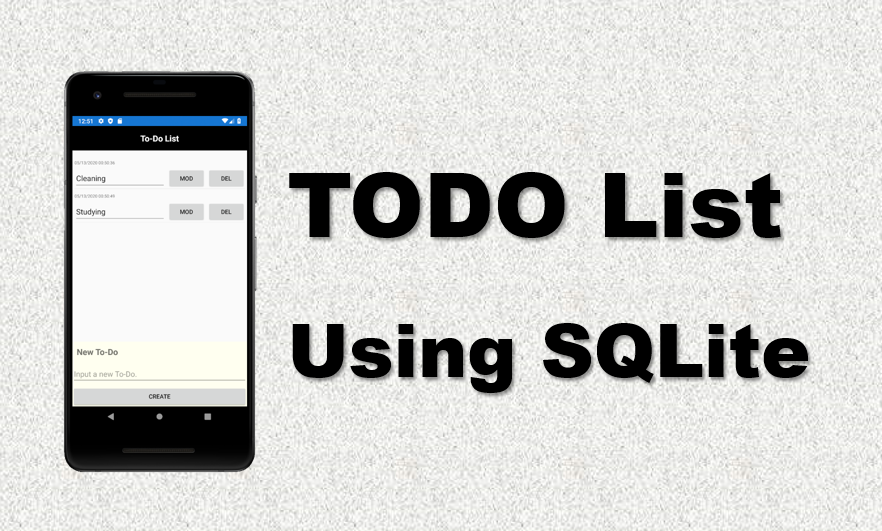 12:51
To-Do List
Cleaning
MOD
DEL
Studying
MOD
DEL
New To-Do
Input a new To-Do.
CREATE
TODO List
Using SQLite